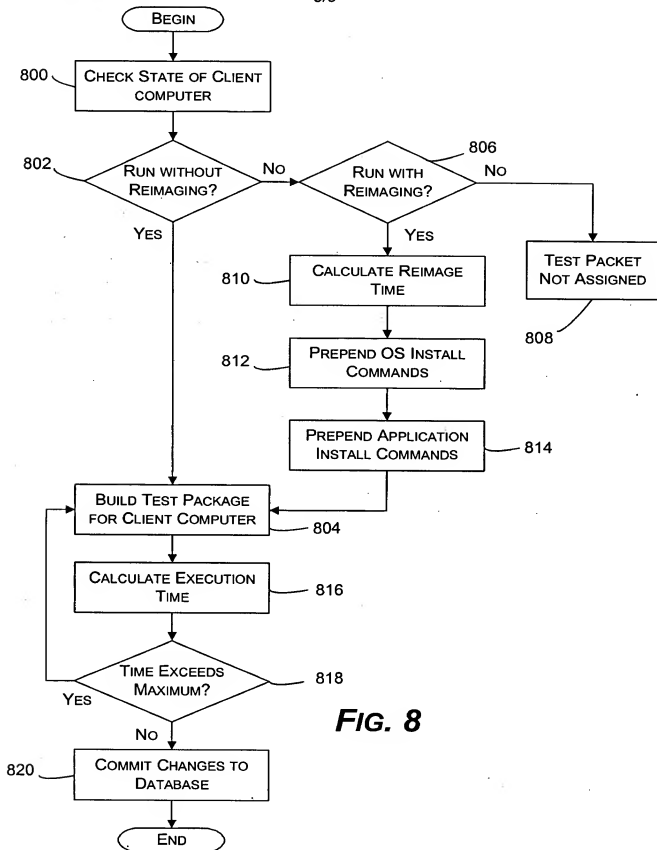 BEGIN
800
CHECK STATE OF CLIENT
COMPUTER
802
RUN WITHOUT
REIMAGING?
NO
YES
806
RUN WITH
REIMAGING?
NO
YES
TEST PACKET
NOT ASSIGNED
808
810
CALCULATE REIMAGE
TIME
812
PREPEND OS INSTALL
COMMANDS
PREPEND APPLICATION
INSTALL COMMANDS
814
BUILD TEST PACKAGE
FOR CLIENT COMPUTER
804
CALCULATE EXECUTION
TIME
816
TIME EXCEEDS
MAXIMUM?
818
YES
NO
FIG. 8
820
COMMIT CHANGES TO
DATABASE
END